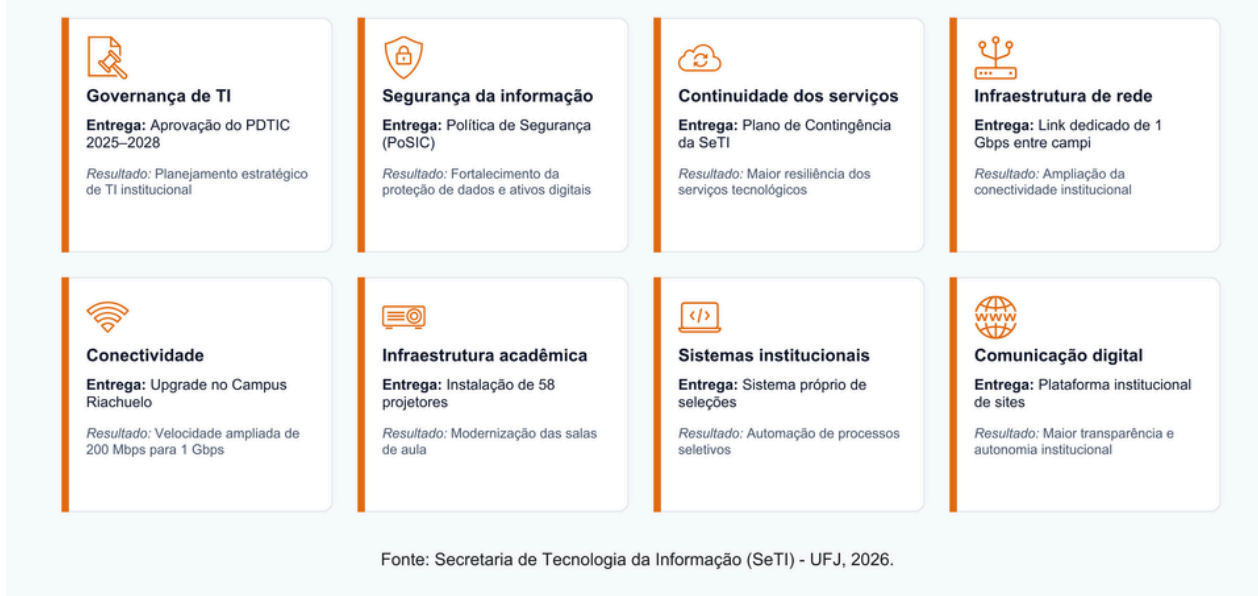 Governança de TI
Entrega: Aprovação do PDTIC
2025–2028
Resultado: Planejamento estratégico
de TI institucional
Segurança da informação
Entrega: Política de Segurança
(PoSIC)
Resultado: Fortalecimento da
proteção de dados e ativos digitais
Continuidade dos serviços
Entrega: Plano de Contingência
da SeTI
Resultado: Maior resiliência dos
serviços tecnológicos
Infraestrutura de rede
Entrega: Link dedicado de 1
Gbps entre campi
Resultado: Ampliação da
conectividade institucional
Conectividade
Entrega: Upgrade no Campus
Riachuelo
Resultado: Velocidade ampliada de
200 Mbps para 1 Gbps
Infraestrutura acadêmica
Entrega: Instalação de 58
projetores
Resultado: Modernização das salas
de aula
</>
Sistemas institucionais
Entrega: Sistema próprio de
seleções
Resultado: Automação de processos
seletivos
www
Comunicação digital
Entrega: Plataforma institucional
de sites
Resultado: Maior transparência e
autonomia institucional
Fonte: Secretaria de Tecnologia da Informação (SeTI) - UFJ, 2026.